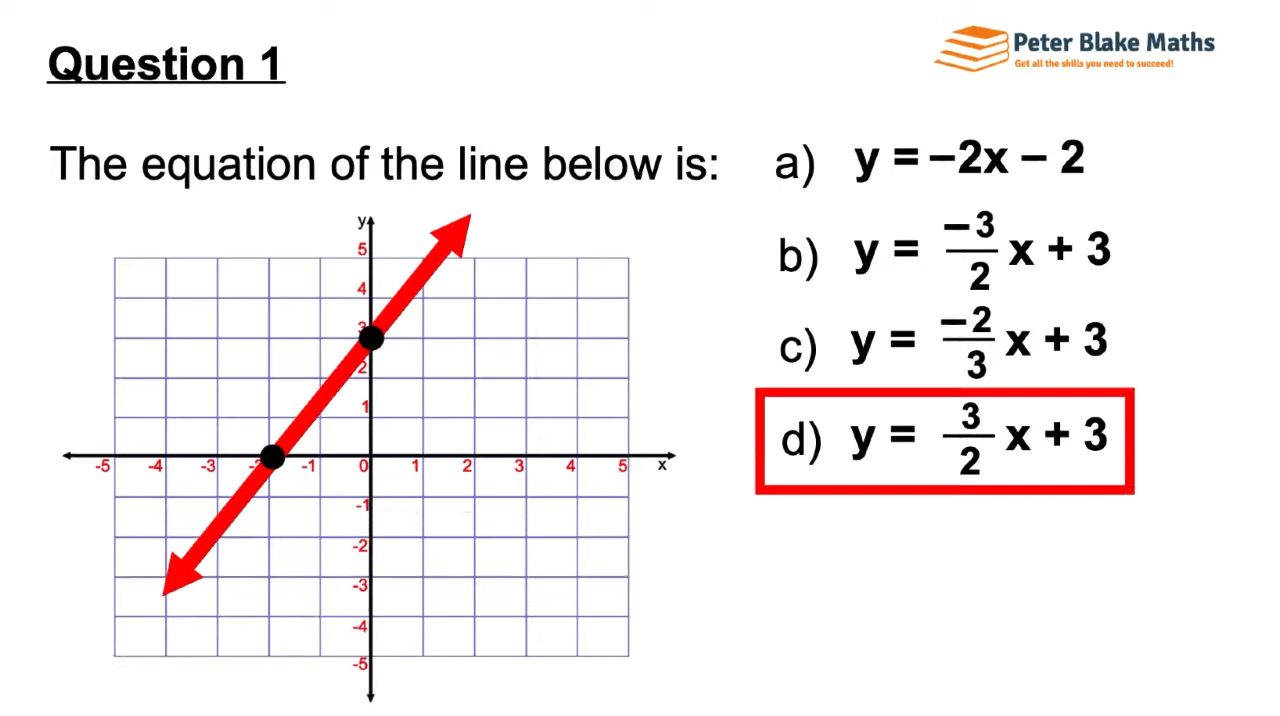 Question 1
Peter Blake Maths
Get all the skills you need to succeed!
The equation of the line below is:
a) y = –2x – 2
b) y = –3/2 x + 3
c) y = –2/3 x + 3
d) y = 3/2 x + 3
y
5
4
3
2
1
-5 -4 -3 -2 -1 0 1 2 3 4 5 x
-1
-2
-3
-4
-5